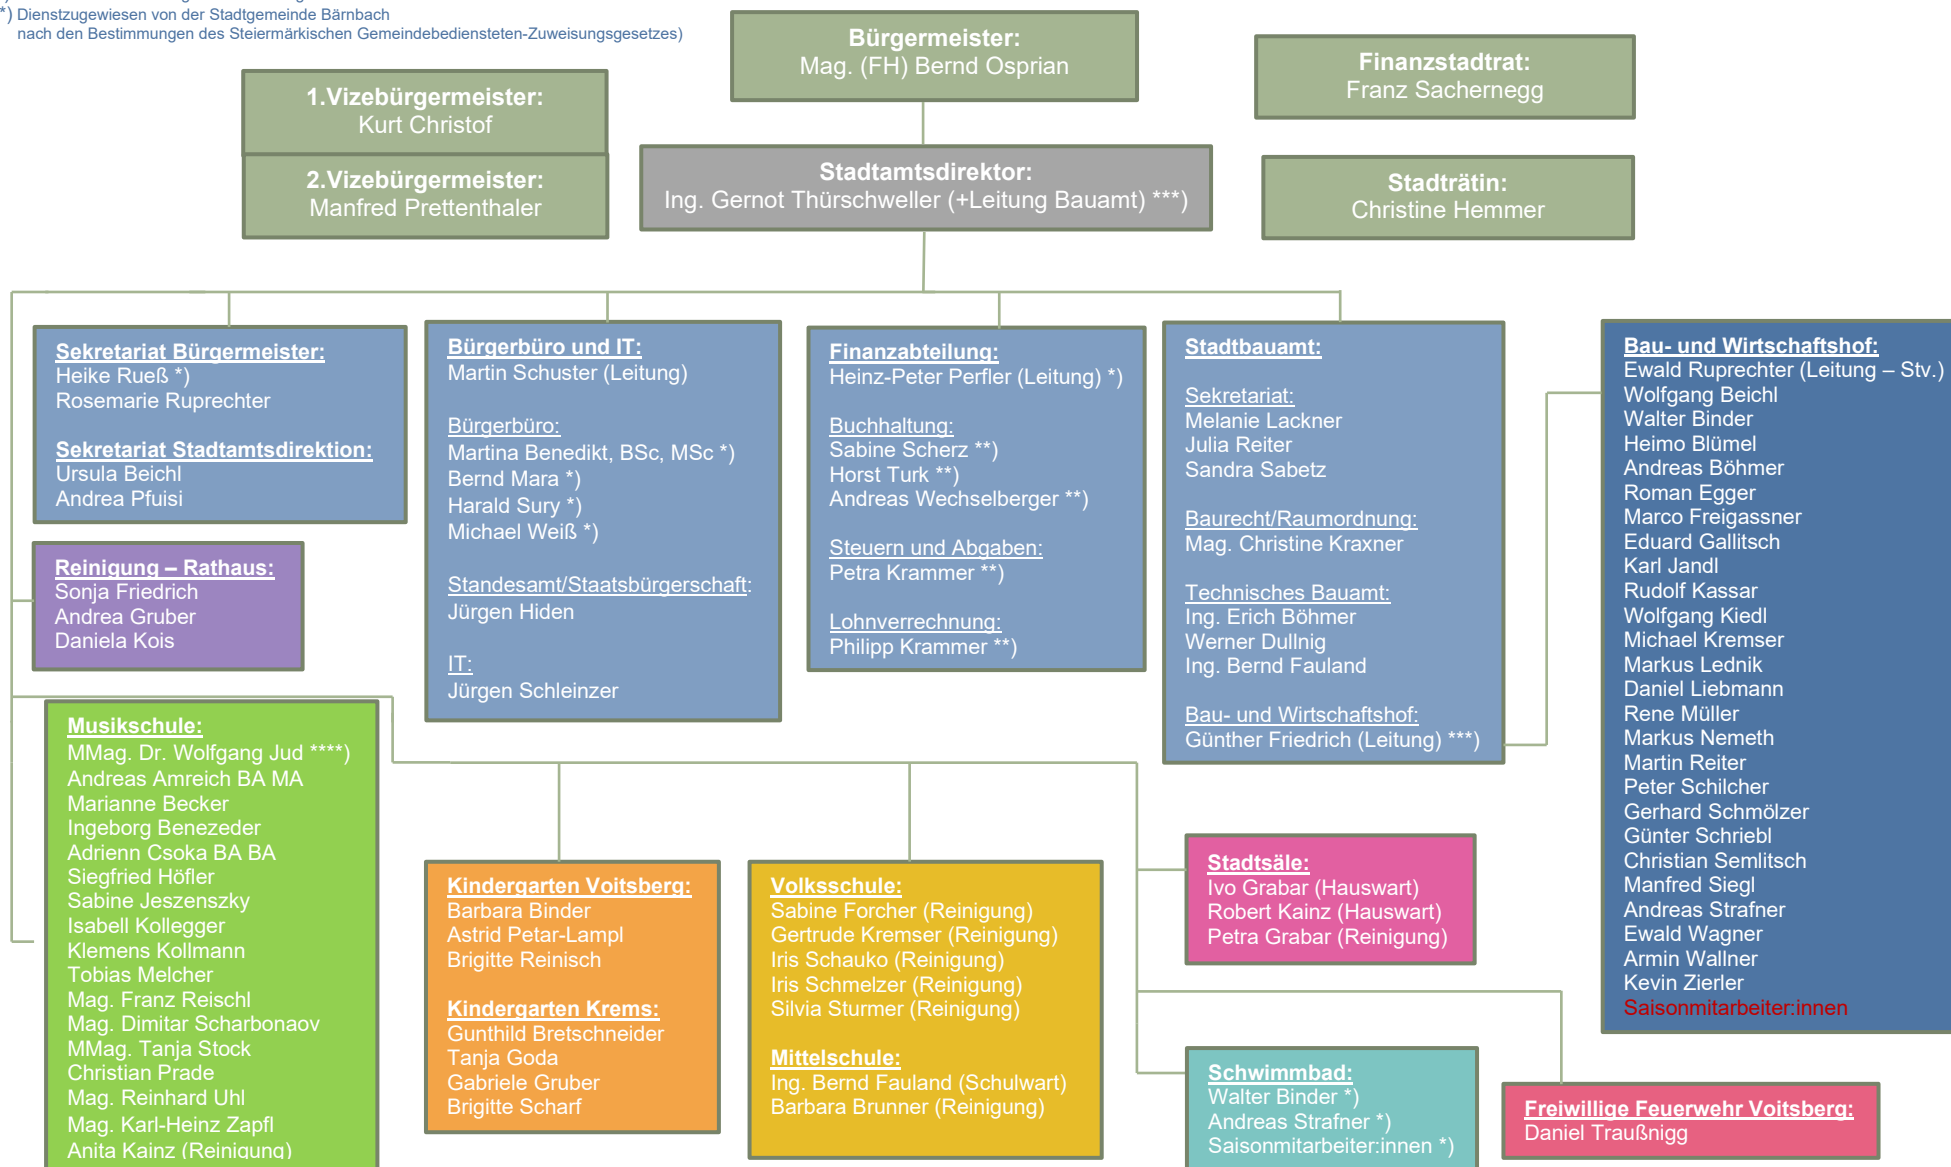 *) Dienstzugewiesen von der Stadtgemeinde Bärnbach
nach den Bestimmungen des Steiermärkischen Gemeindebediensteten-Zuweisungsgesetzes)
Bürgermeister:
Mag. (FH) Bernd Osprian
Finanzstadtrat:
Franz Sachernegg
1.Vizebürgermeister:
Kurt Christof
2.Vizebürgermeister:
Manfred Prettenthaler
Stadtamtsdirektor:
Ing. Gernot Thürschweller (+Leitung Bauamt) ***)
Stadträtin:
Christine Hemmer
Sekretariat Bürgermeister:
Heike Rueß *)
Rosemarie Ruprechter
Sekretariat Stadtamtsdirektion:
Ursula Beichl
Andrea Pfuisi
Reinigung – Rathaus:
Sonja Friedrich
Andrea Gruber
Daniela Kois
Musikschule:
MMag. Dr. Wolfgang Jud ****)
Andreas Amreich BA MA
Marianne Becker
Ingeborg Benezeder
Adrienn Csoka BA BA
Siegfried Höfler
Sabine Jeszenszky
Isabell Kollegger
Klemens Kollmann
Tobias Melcher
Mag. Franz Reischl
Mag. Dimitar Scharbonaov
MMag. Tanja Stock
Christian Prade
Mag. Reinhard Uhl
Mag. Karl-Heinz Zapfl
Anita Kainz (Reinigung)
Bürgerbüro und IT:
Martin Schuster (Leitung)
Bürgerbüro:
Martina Benedikt, BSc, MSc *)
Bernd Mara *)
Harald Sury *)
Michael Weiß *)
Standesamt/Staatsbürgerschaft:
Jürgen Hiden
IT:
Jürgen Schleinzer
Finanzabteilung:
Heinz-Peter Perfler (Leitung) *)
Buchhaltung:
Sabine Scherz **)
Horst Turk **)
Andreas Wechselberger **)
Steuern und Abgaben:
Petra Krammer **)
Lohnverrechnung:
Philipp Krammer **)
Stadtbauamt:
Sekretariat:
Melanie Lackner
Julia Reiter
Sandra Sabetz
Baurecht/Raumordnung:
Mag. Christine Kraxner
Technisches Bauamt:
Ing. Erich Böhmer
Werner Dullnig
Ing. Bernd Fauland
Bau- und Wirtschaftshof:
Günther Friedrich (Leitung) ***)
Bau- und Wirtschaftshof:
Ewald Ruprechter (Leitung – Stv.)
Wolfgang Beichl
Walter Binder
Heimo Blümel
Andreas Böhmer
Roman Egger
Marco Freigassner
Eduard Gallitsch
Karl Jandl
Rudolf Kassar
Wolfgang Kiedl
Michael Kremser
Markus Lednik
Daniel Liebmann
Rene Müller
Markus Nemeth
Martin Reiter
Peter Schilcher
Gerhard Schmölzer
Günter Schriebl
Christian Semlitsch
Manfred Siegl
Andreas Strafner
Ewald Wagner
Armin Wallner
Kevin Zierler
Saisonmitarbeiter:innen
Kindergarten Voitsberg:
Barbara Binder
Astrid Petar-Lampl
Brigitte Reinisch
Kindergarten Krems:
Gunthild Bretschneider
Tanja Goda
Gabriele Gruber
Brigitte Scharf
Volksschule:
Sabine Forcher (Reinigung)
Gertrude Kremser (Reinigung)
Iris Schauko (Reinigung)
Iris Schmelzer (Reinigung)
Silvia Sturmer (Reinigung)
Mittelschule:
Ing. Bernd Fauland (Schulwart)
Barbara Brunner (Reinigung)
Stadtsäle:
Ivo Grabar (Hauswart)
Robert Kainz (Hauswart)
Petra Grabar (Reinigung)
Schwimmbad:
Walter Binder *)
Andreas Strafner *)
Saisonmitarbeiter:innen *)
Freiwillige Feuerwehr Voitsberg:
Daniel Traußnigg